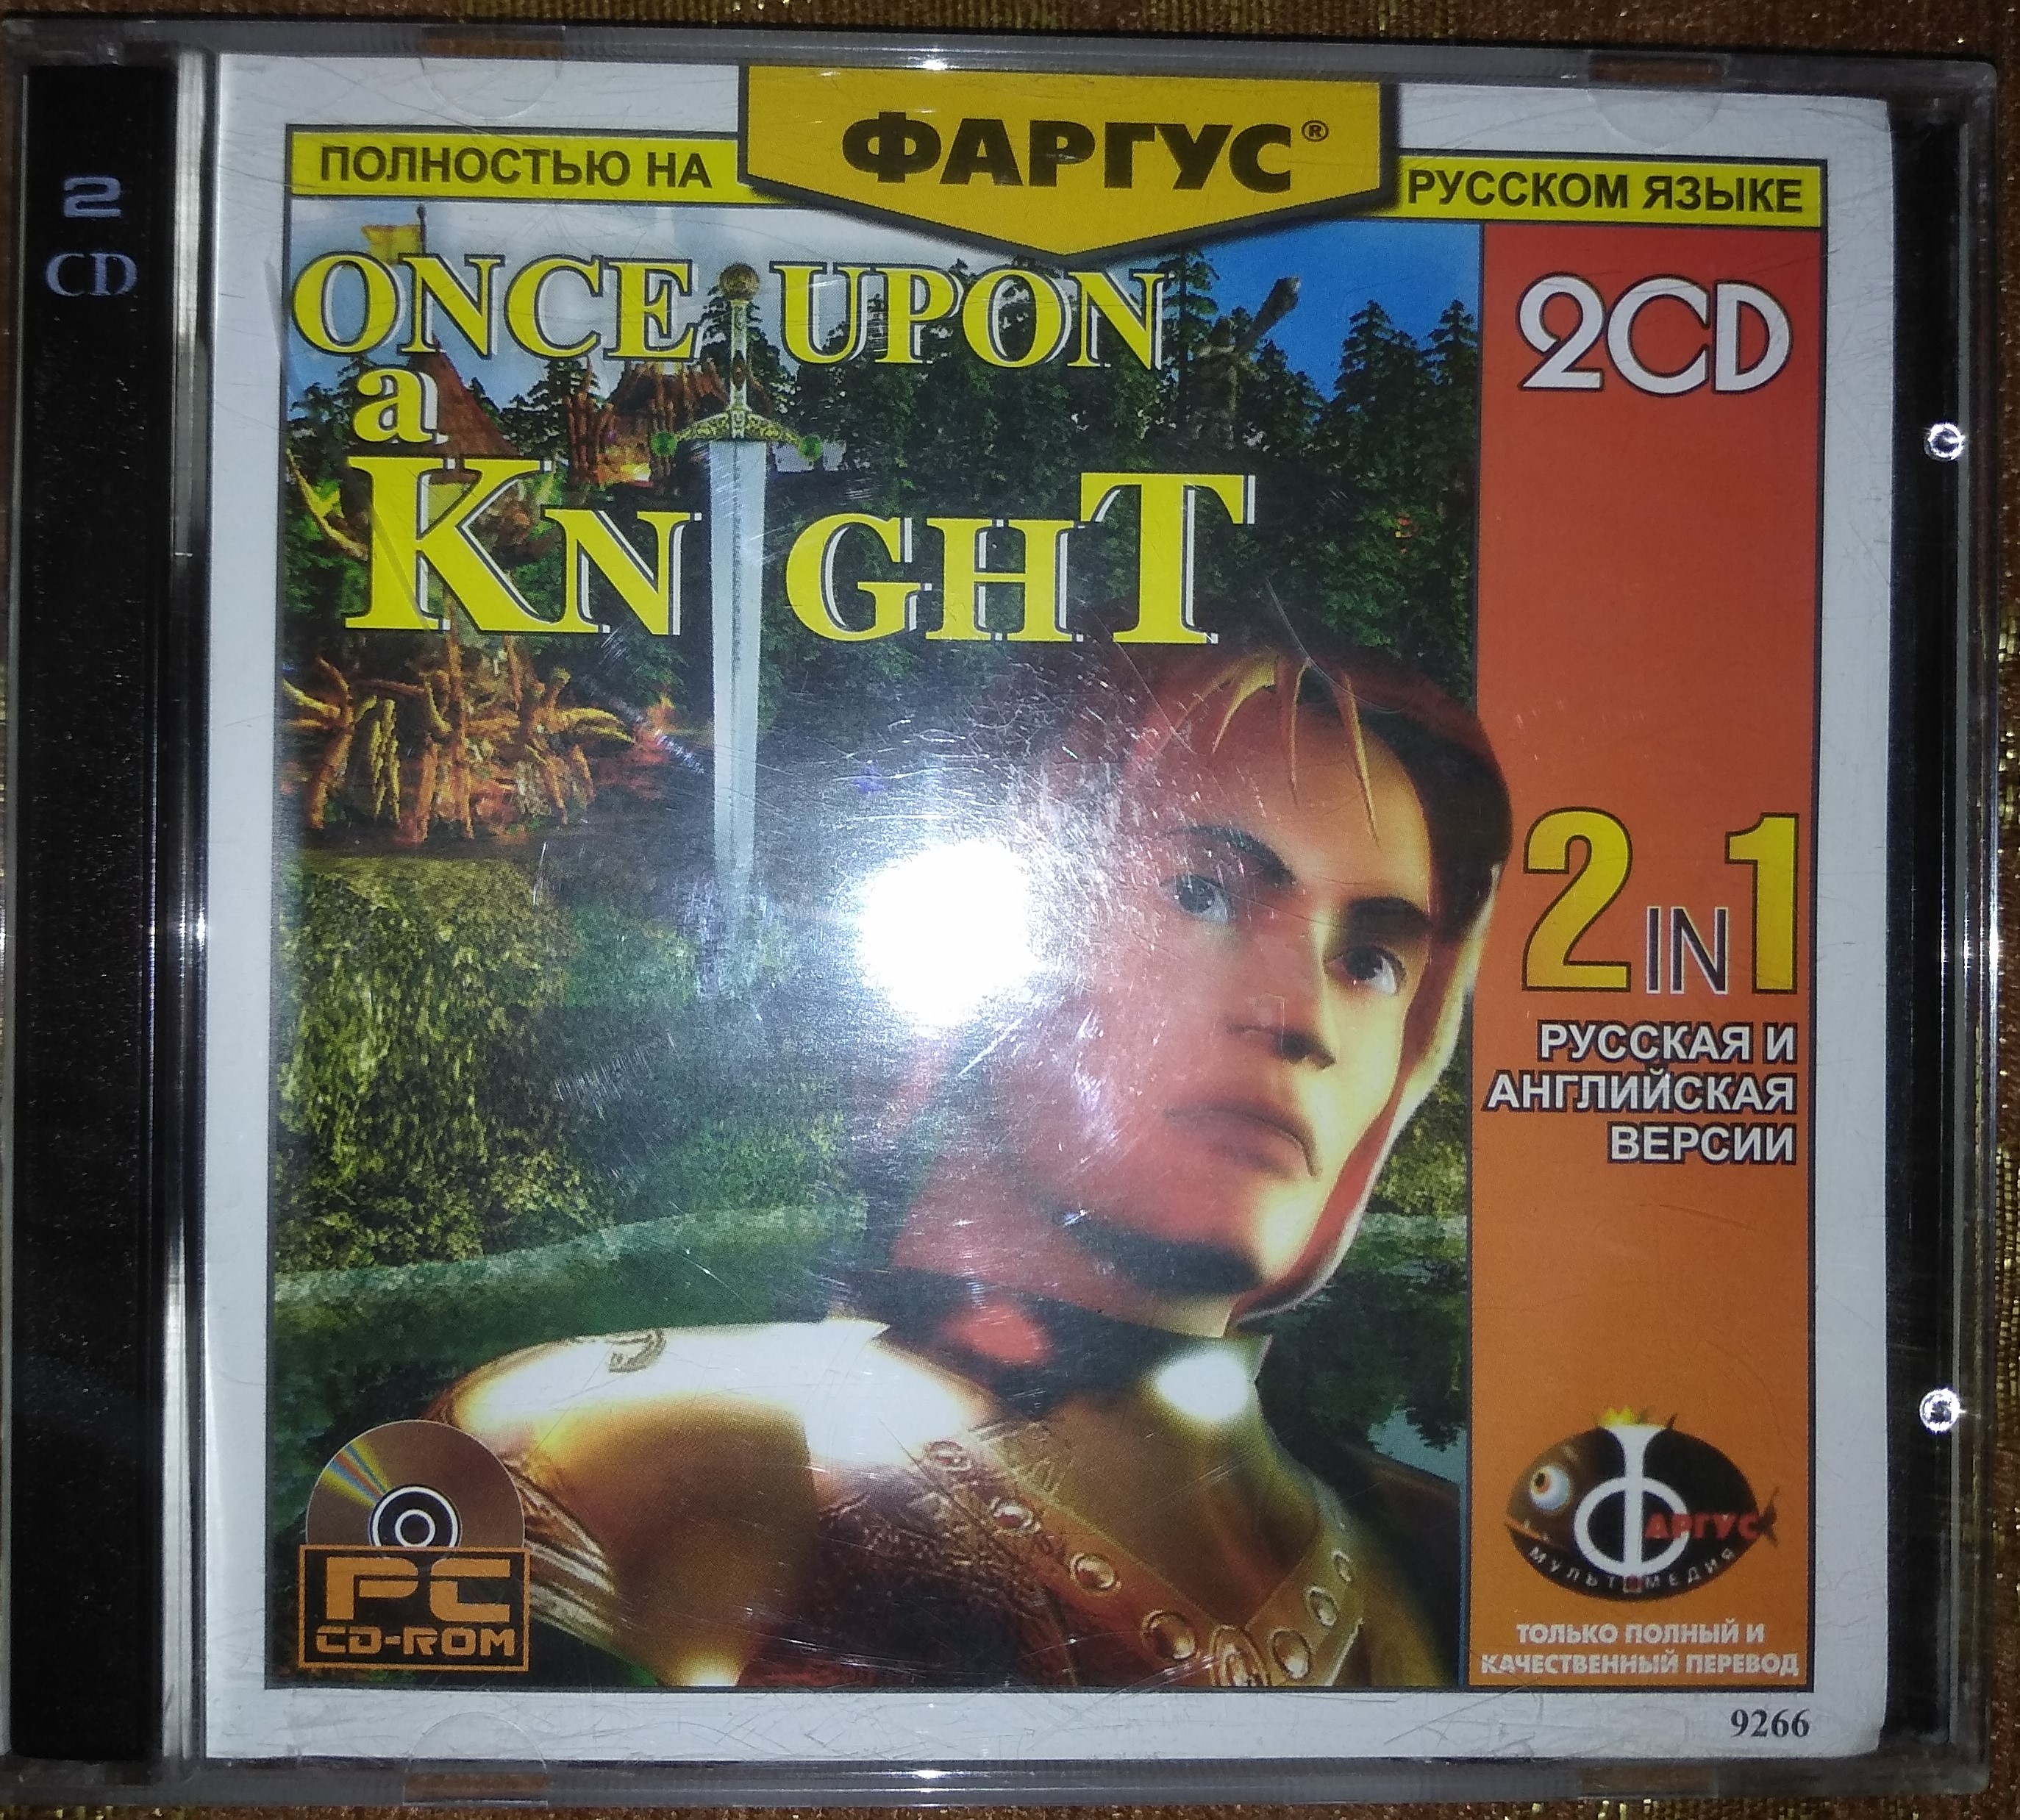 2
CD
ФАРГУС®
ПОЛНОСТЬЮ НА
РУССКОМ ЯЗЫКЕ
ONCE UPON
a
KNIGHT
2CD
2 IN 1
РУССКАЯ И
АНГЛИЙСКАЯ
ВЕРСИИ
ФАРГУС
МУЛЬТИМЕДИЯ
ТОЛЬКО ПОЛНЫЙ И
КАЧЕСТВЕННЫЙ ПЕРЕВОД
PC
CD-ROM
9266